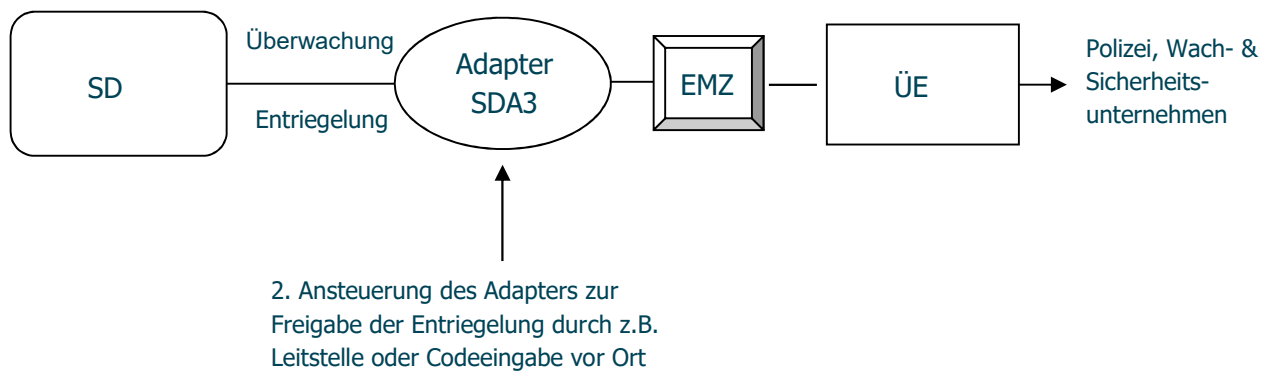 SD
Überwachung
Entriegelung
Adapter
SDA3
EMZ
ÜE
Polizei, Wach- &
Sicherheits-
unternehmen
2. Ansteuerung des Adapters zur
Freigabe der Entriegelung durch z.B.
Leitstelle oder Codeeingabe vor Ort